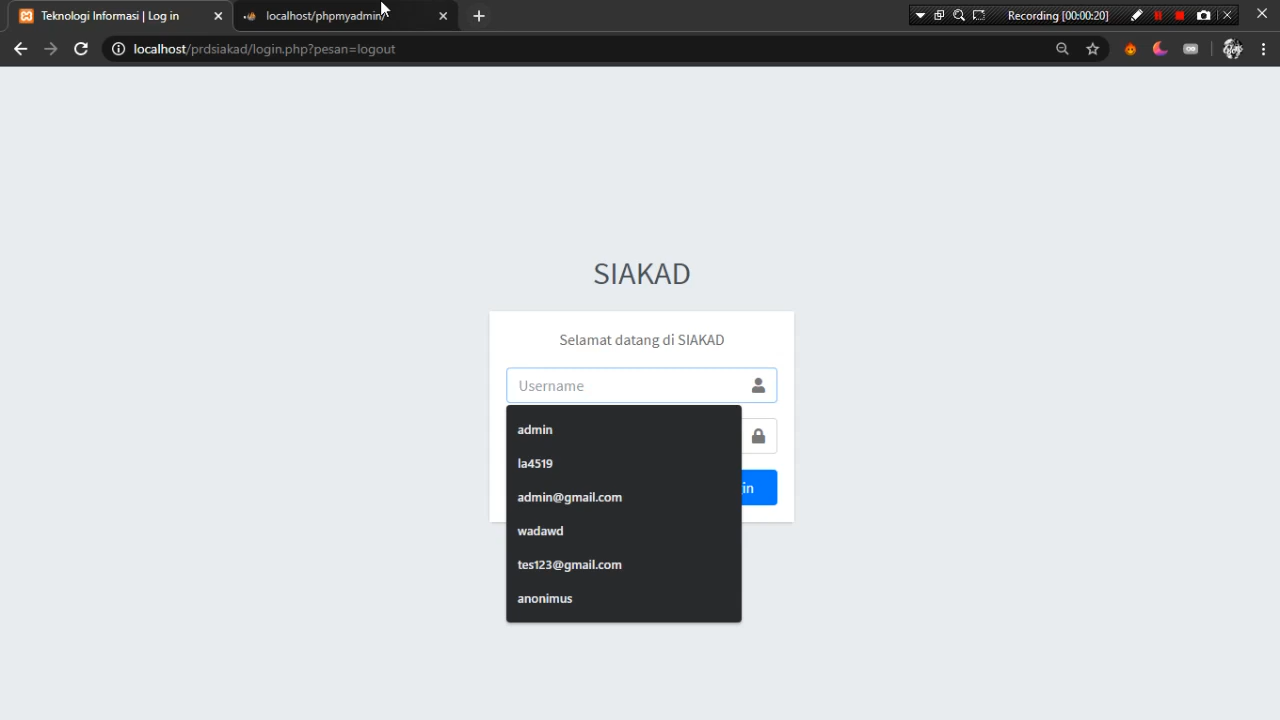 Teknologi Informasi | Log in
localhost/phpmyadmin/
Recording [00:00:20]
localhost/prdsiakad/login.php?pesan=logout
SIAKAD
Selamat datang di SIAKAD
Username
admin
la4519
admin@gmail.com
in
wadawd
tes123@gmail.com
anonimus